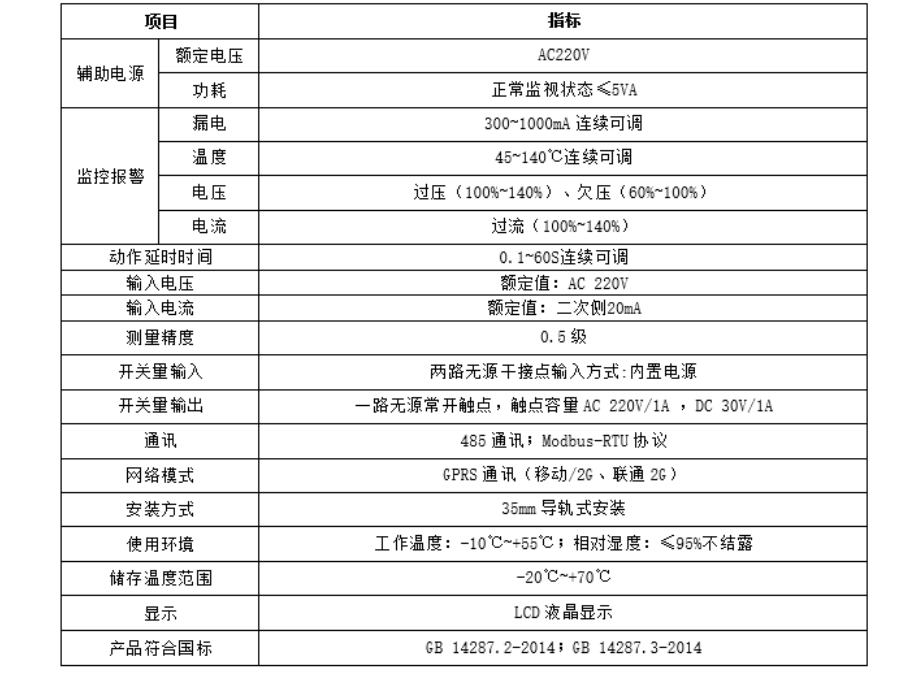 项目 指标
辅助电源 额定电压 AC220V
功耗 正常监视状态≤5VA
监控报警 漏电 300~1000mA 连续可调
温度 45~140℃连续可调
电压 过压（100%~140%）、欠压（60%~100%）
电流 过流（100%~140%）
动作延时时间 0.1~60S连续可调
输入电压 额定值：AC 220V
输入电流 额定值：二次侧20mA
测量精度 0.5 级
开关量输入 两路无源干接点输入方式:内置电源
开关量输出 一路无源常开触点，触点容量 AC 220V/1A ，DC 30V/1A
通讯 485 通讯；Modbus-RTU 协议
网络模式 GPRS 通讯（移动/2G、联通 2G）
安装方式 35mm 导轨式安装
使用环境 工作温度：-10℃~+55℃；相对湿度：≤95%不结露
储存温度范围 -20℃~+70℃
显示 LCD 液晶显示
产品符合国标 GB 14287.2-2014；GB 14287.3-2014